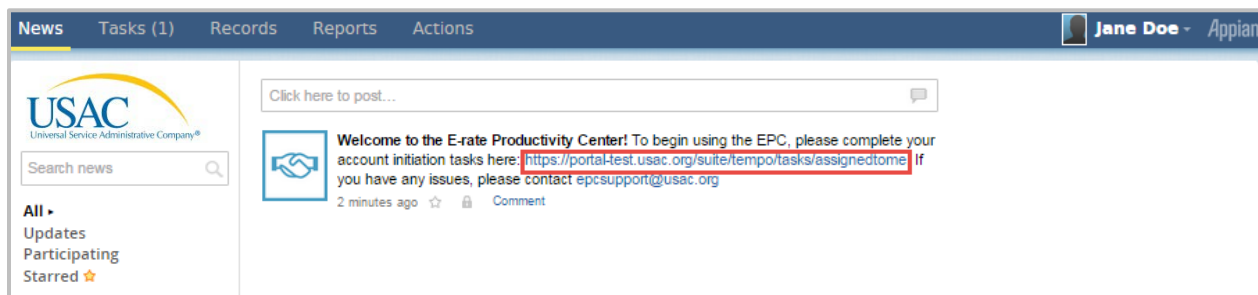 News Tasks (1) Records Reports Actions Jane Doe Appian
USAC
Universal Service Administrative Company®
Search news
All
Updates
Participating
Starred
Click here to post...
Welcome to the E-rate Productivity Center! To begin using the EPC, please complete your
account initiation tasks here: https://portal-test.usac.org/suite/tempo/tasks/assignedtome If
you have any issues, please contact epcsupport@usac.org
2 minutes ago Comment